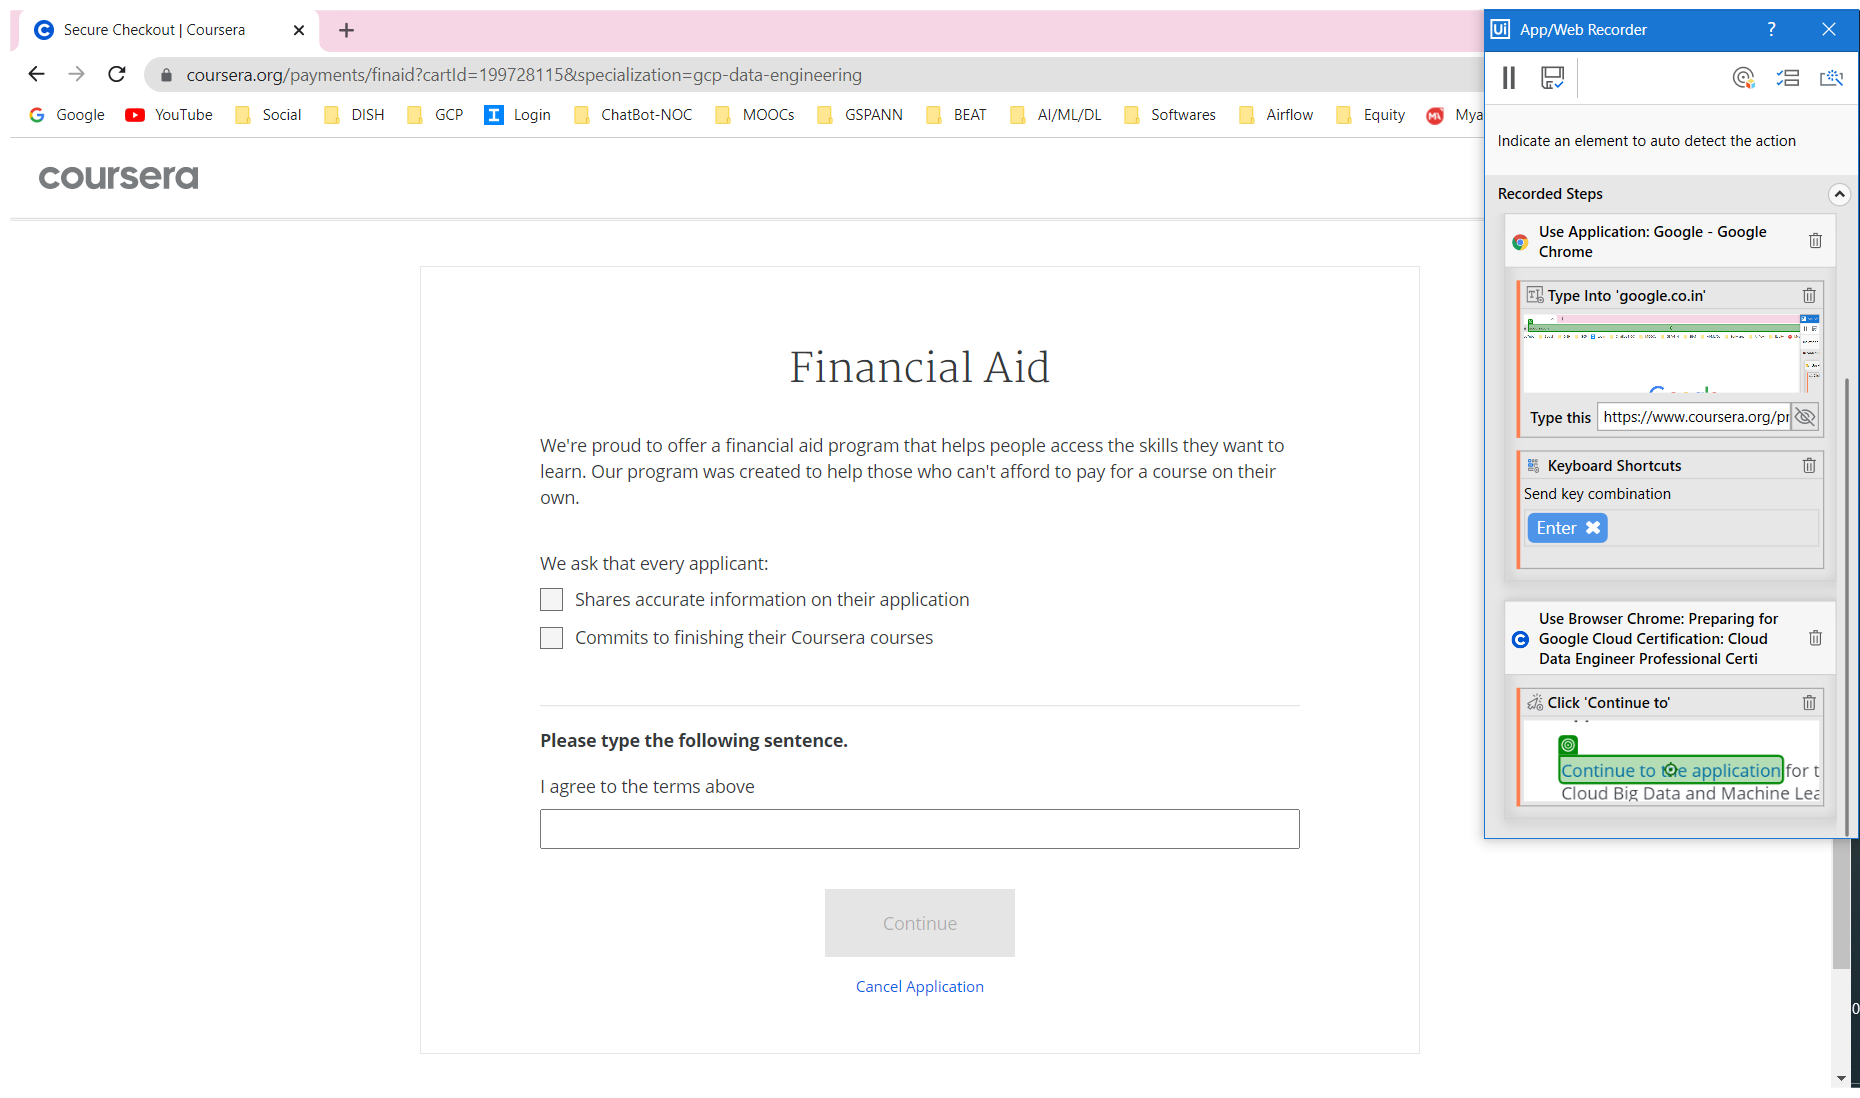 Secure Checkout | Coursera
coursera.org/payments/finaid?cartId=199728115&specialization=gcp-data-engineering
Google YouTube Social DISH GCP Login ChatBot-NOC MOOCs GSPANN BEAT AI/ML/DL Softwares Airflow Equity Mya
coursera
Financial Aid
We're proud to offer a financial aid program that helps people access the skills they want to
learn. Our program was created to help those who can't afford to pay for a course on their
own.
We ask that every applicant:
Shares accurate information on their application
Commits to finishing their Coursera courses
Please type the following sentence.
I agree to the terms above
Continue
Cancel Application
Ui App/Web Recorder ?
Indicate an element to auto detect the action
Recorded Steps
Use Application: Google - Google
Chrome
Type Into 'google.co.in'
Type this https://www.coursera.org/pr
Keyboard Shortcuts
Send key combination
Enter
Use Browser Chrome: Preparing for
Google Cloud Certification: Cloud
Data Engineer Professional Certi
Click 'Continue to'
Continue to the application for t
Cloud Big Data and Machine Lea
0